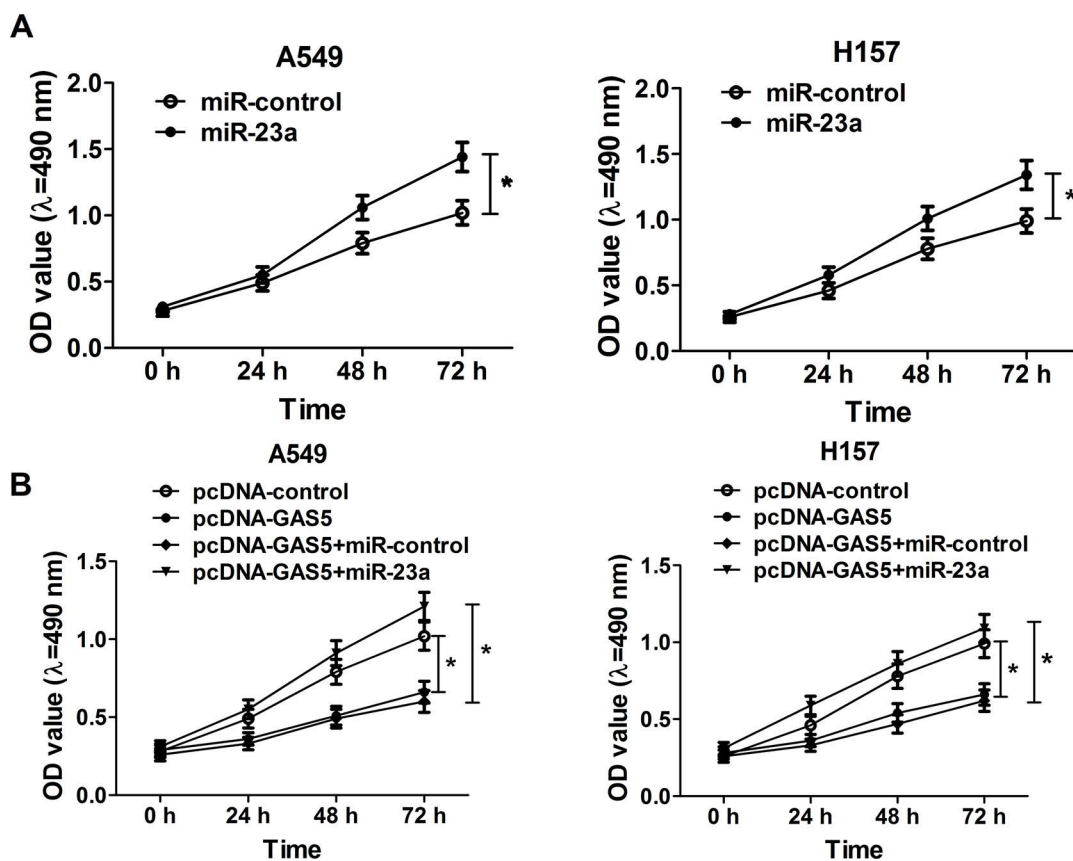 A
A549
2.0
1.5
1.0
0.5
0.0
OD value (λ=490 nm)
miR-control
miR-23a
*
0 h 24 h 48 h 72 h
Time
H157
2.0
1.5
1.0
0.5
0.0
OD value (λ=490 nm)
miR-control
miR-23a
*
0 h 24 h 48 h 72 h
Time
B
A549
pcDNA-control
pcDNA-GAS5
pcDNA-GAS5+miR-control
pcDNA-GAS5+miR-23a
1.5
1.0
0.5
0.0
OD value (λ=490 nm)
* *
0 h 24 h 48 h 72 h
Time
H157
pcDNA-control
pcDNA-GAS5
pcDNA-GAS5+miR-control
pcDNA-GAS5+miR-23a
1.5
1.0
0.5
0.0
OD value (λ=490 nm)
* *
0 h 24 h 48 h 72 h
Time